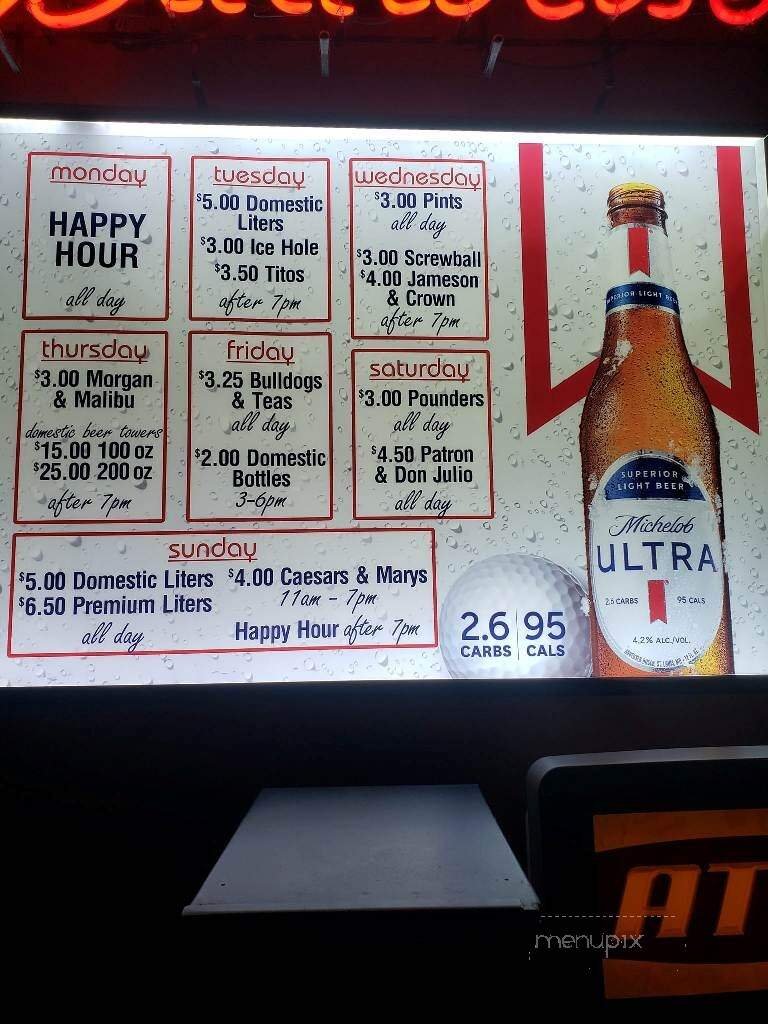 monday
HAPPY
HOUR
all day
tuesday
$5.00 Domestic
Liters
$3.00 Ice Hole
$3.50 Titos
after 7pm
wednesday
$3.00 Pints
all day
$3.00 Screwball
$4.00 Jameson
& Crown
after 7pm
thursday
$3.00 Morgan
& Malibu
domestic beer towers
$15.00 100 oz
$25.00 200 oz
after 7pm
friday
$3.25 Bulldogs
& Teas
all day
$2.00 Domestic
Bottles
3-6pm
saturday
$3.00 Pounders
all day
$4.50 Patron
& Don Julio
all day
sunday
$5.00 Domestic Liters
$6.50 Premium Liters
all day
$4.00 Caesars & Marys
11am - 7pm
Happy Hour after 7pm
2.6 95
CARBS CALS
SUPERIOR
LIGHT BEER
Michelob
ULTRA
2.6 CARBS 95 CALS
4.2% ALC./VOL.
AT
menupix